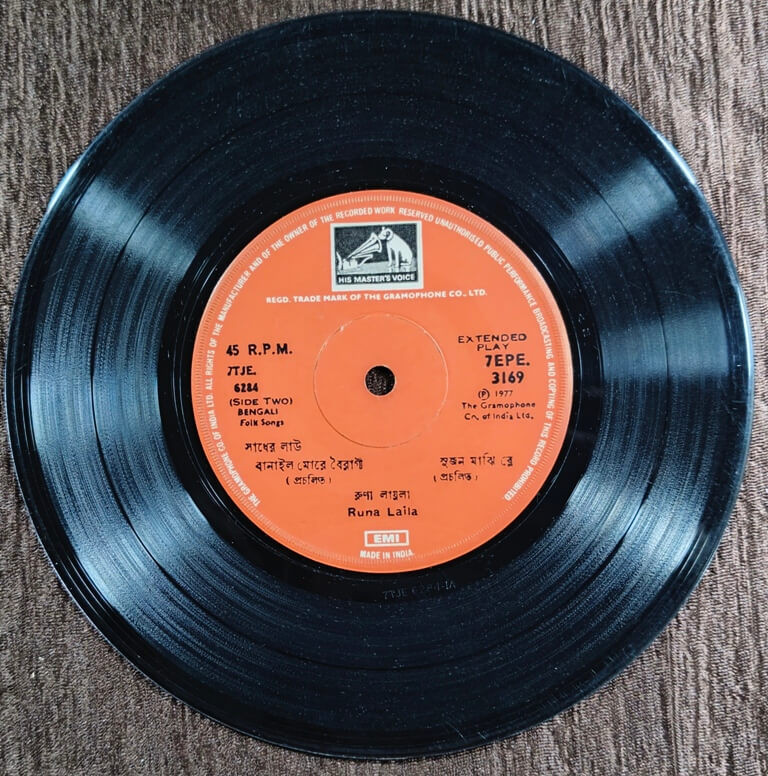 THE GRAMOPHONE CO. OF INDIA LTD. ALL RIGHTS OF THE MANUFACTURER AND OF THE OWNER OF THE RECORDED WORK RESERVED UNAUTHORISED PUBLIC PERFORMANCE BROADCASTING AND COPYING OF THIS RECORD PROHIBITED.
HIS MASTER'S VOICE
REGD. TRADE MARK OF THE GRAMOPHONE CO., LTD.
45 R.P.M.
7TJE.
6284
(SIDE TWO)
BENGALI
Folk Songs
EXTENDED
PLAY
7EPE.
3169
Ⓟ 1977
The Gramophone
Co. of India Ltd.
সাধের লাউ
বানাইল মোরে বৈরাগী
(প্রচলিত)
সুজন মাঝি রে
(প্রচলিত)
রুণা লায়লা
Runa Laila
EMI
MADE IN INDIA